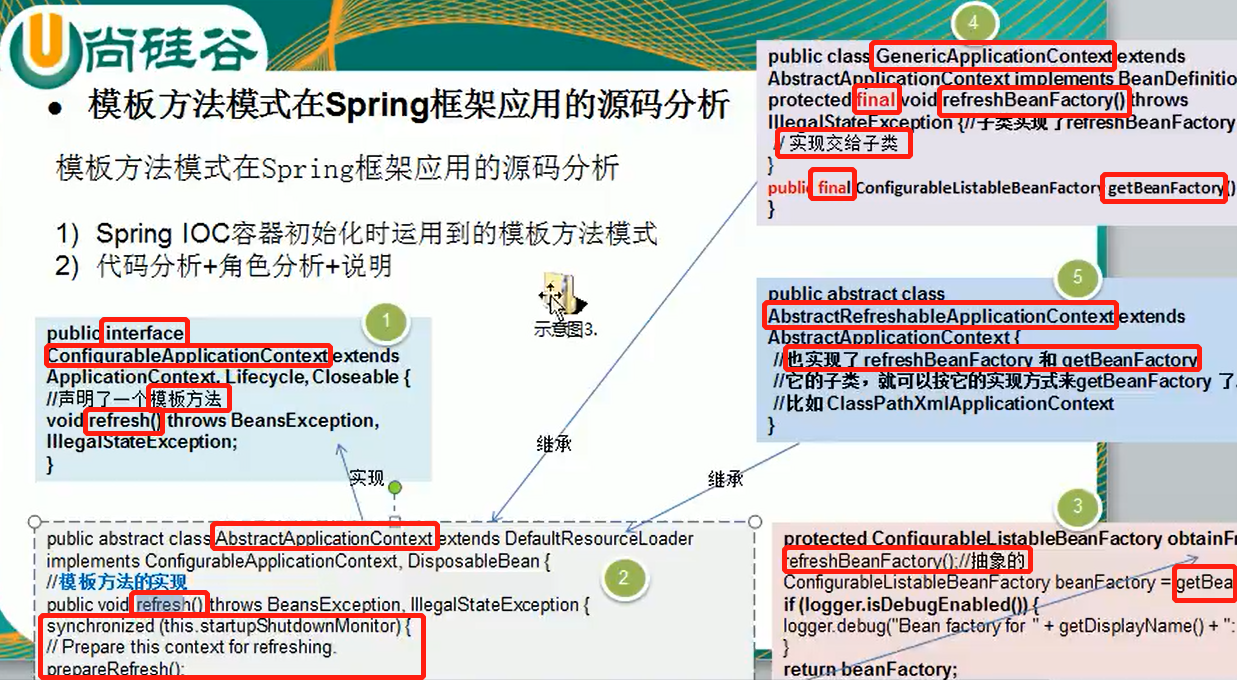 尚硅谷
• 模板方法模式在Spring框架应用的源码分析
模板方法模式在Spring框架应用的源码分析
1) Spring IOC容器初始化时运用到的模板方法模式
2) 代码分析+角色分析+说明
示意图3.
1
public interface
ConfigurableApplicationContext extends
ApplicationContext, Lifecycle, Closeable {
//声明了一个模板方法
void refresh() throws BeansException,
IllegalStateException;
}
实现
继承
继承
2
public abstract class AbstractApplicationContext extends DefaultResourceLoader
implements ConfigurableApplicationContext, DisposableBean {
//模板方法的实现
public void refresh() throws BeansException, IllegalStateException {
synchronized (this.startupShutdownMonitor) {
// Prepare this context for refreshing.
prepareRefresh();
4
public class GenericApplicationContext extends
AbstractApplicationContext implements BeanDefinitio
protected final void refreshBeanFactory() throws
IllegalStateException {//子类实现了refreshBeanFactory
// 实现交给子类
}
public final ConfigurableListableBeanFactory getBeanFactory()
}
5
public abstract class
AbstractRefreshableApplicationContext extends
AbstractApplicationContext {
//也实现了 refreshBeanFactory 和 getBeanFactory
//它的子类，就可以按它的实现方式来getBeanFactory 了.
//比如 ClassPathXmlApplicationContext
}
3
protected ConfigurableListableBeanFactory obtainFr
refreshBeanFactory();//抽象的
ConfigurableListableBeanFactory beanFactory = getBea
if (logger.isDebugEnabled()) {
logger.debug("Bean factory for " + getDisplayName() + ":
}
return beanFactory;